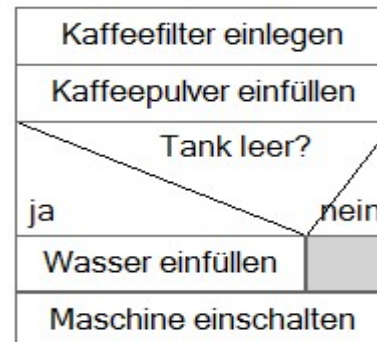 Kaffeefilter einlegen
Kaffeepulver einfüllen
Tank leer?
ja
nein
Wasser einfüllen
Maschine einschalten